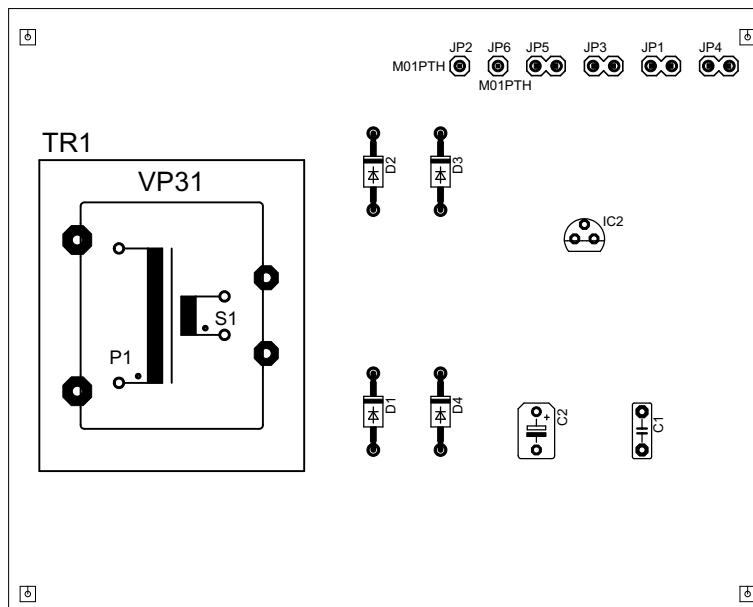 JP2 JP6 JP5 JP3 JP1 JP4
M01PTH
M01PTH
TR1
VP31
D2
D3
IC2
S1
P1
D1
D4
+
C2
C1